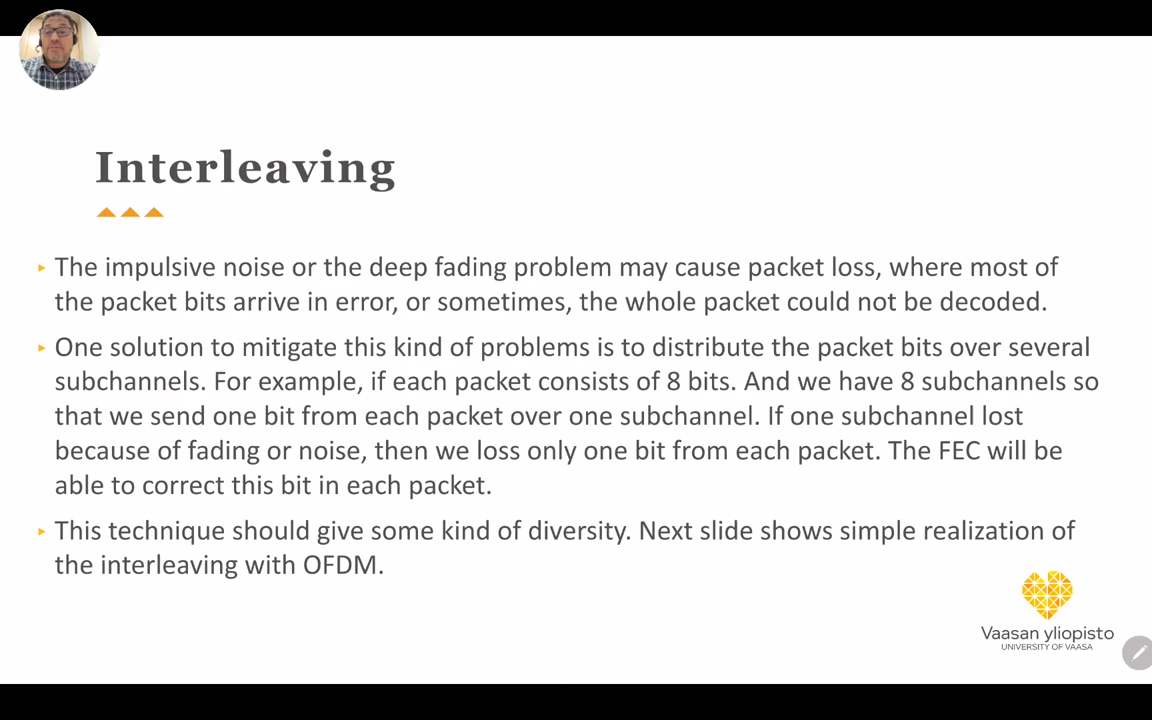 Interleaving
The impulsive noise or the deep fading problem may cause packet loss, where most of
the packet bits arrive in error, or sometimes, the whole packet could not be decoded.
One solution to mitigate this kind of problems is to distribute the packet bits over several
subchannels. For example, if each packet consists of 8 bits. And we have 8 subchannels so
that we send one bit from each packet over one subchannel. If one subchannel lost
because of fading or noise, then we loss only one bit from each packet. The FEC will be
able to correct this bit in each packet.
This technique should give some kind of diversity. Next slide shows simple realization of
the interleaving with OFDM.
Vaasan yliopisto
UNIVERSITY OF VAASA